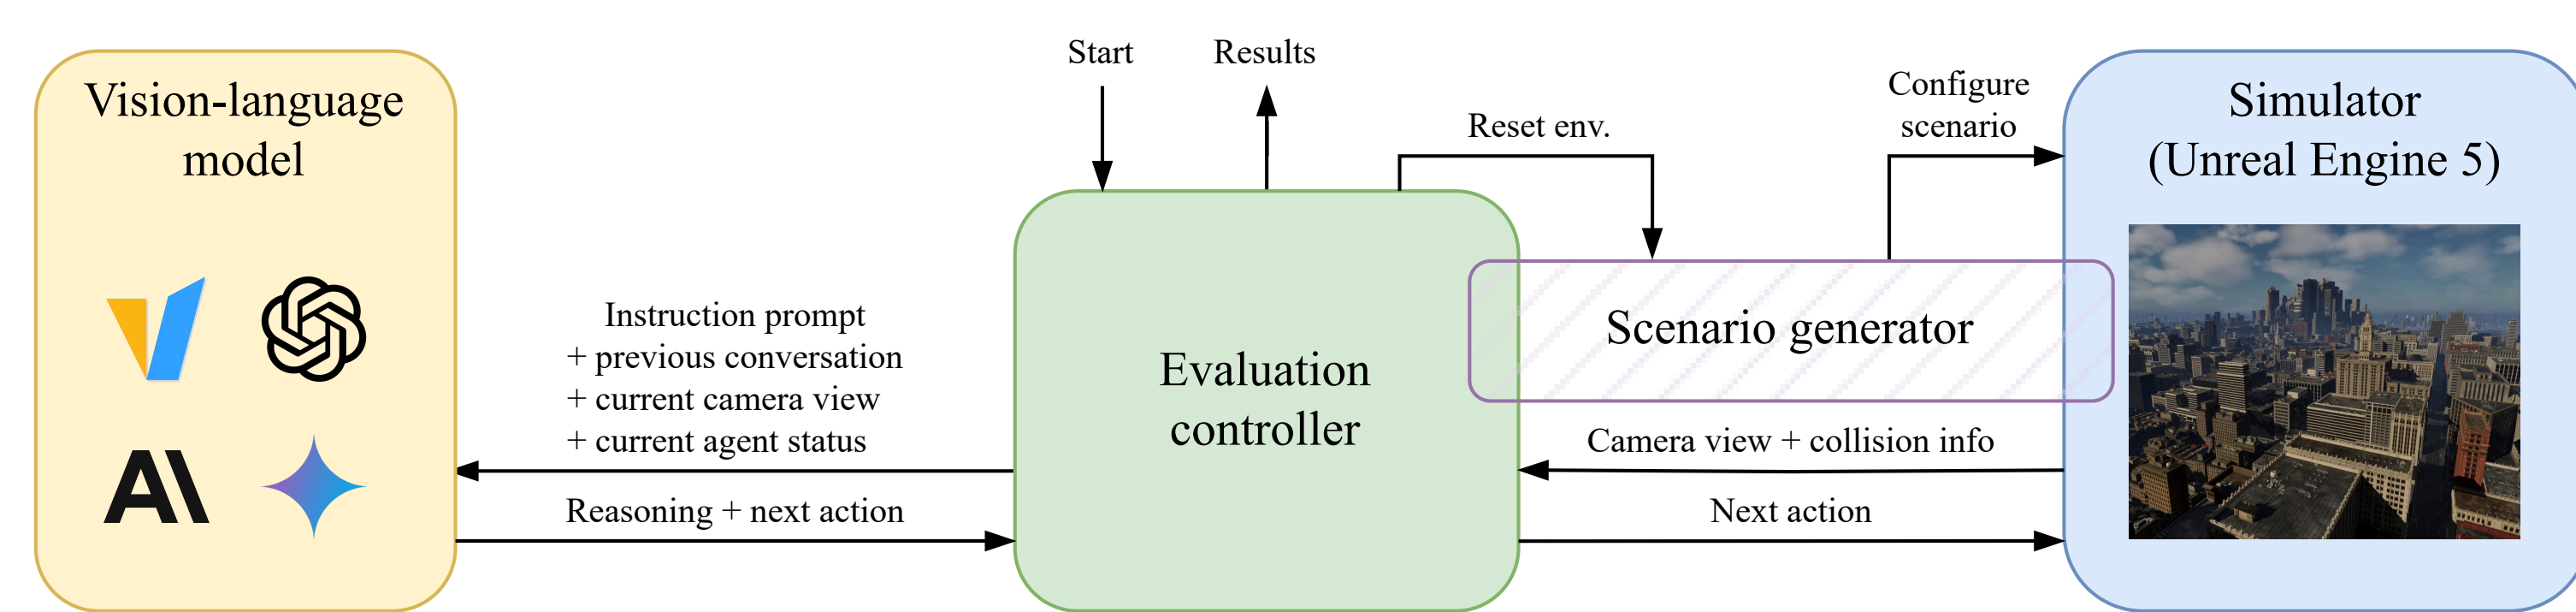 Vision-language
model
Instruction prompt
+ previous conversation
+ current camera view
+ current agent status
Reasoning + next action
Start
Results
Evaluation
controller
Reset env.
Configure
scenario
Scenario generator
Camera view + collision info
Next action
Simulator
(Unreal Engine 5)